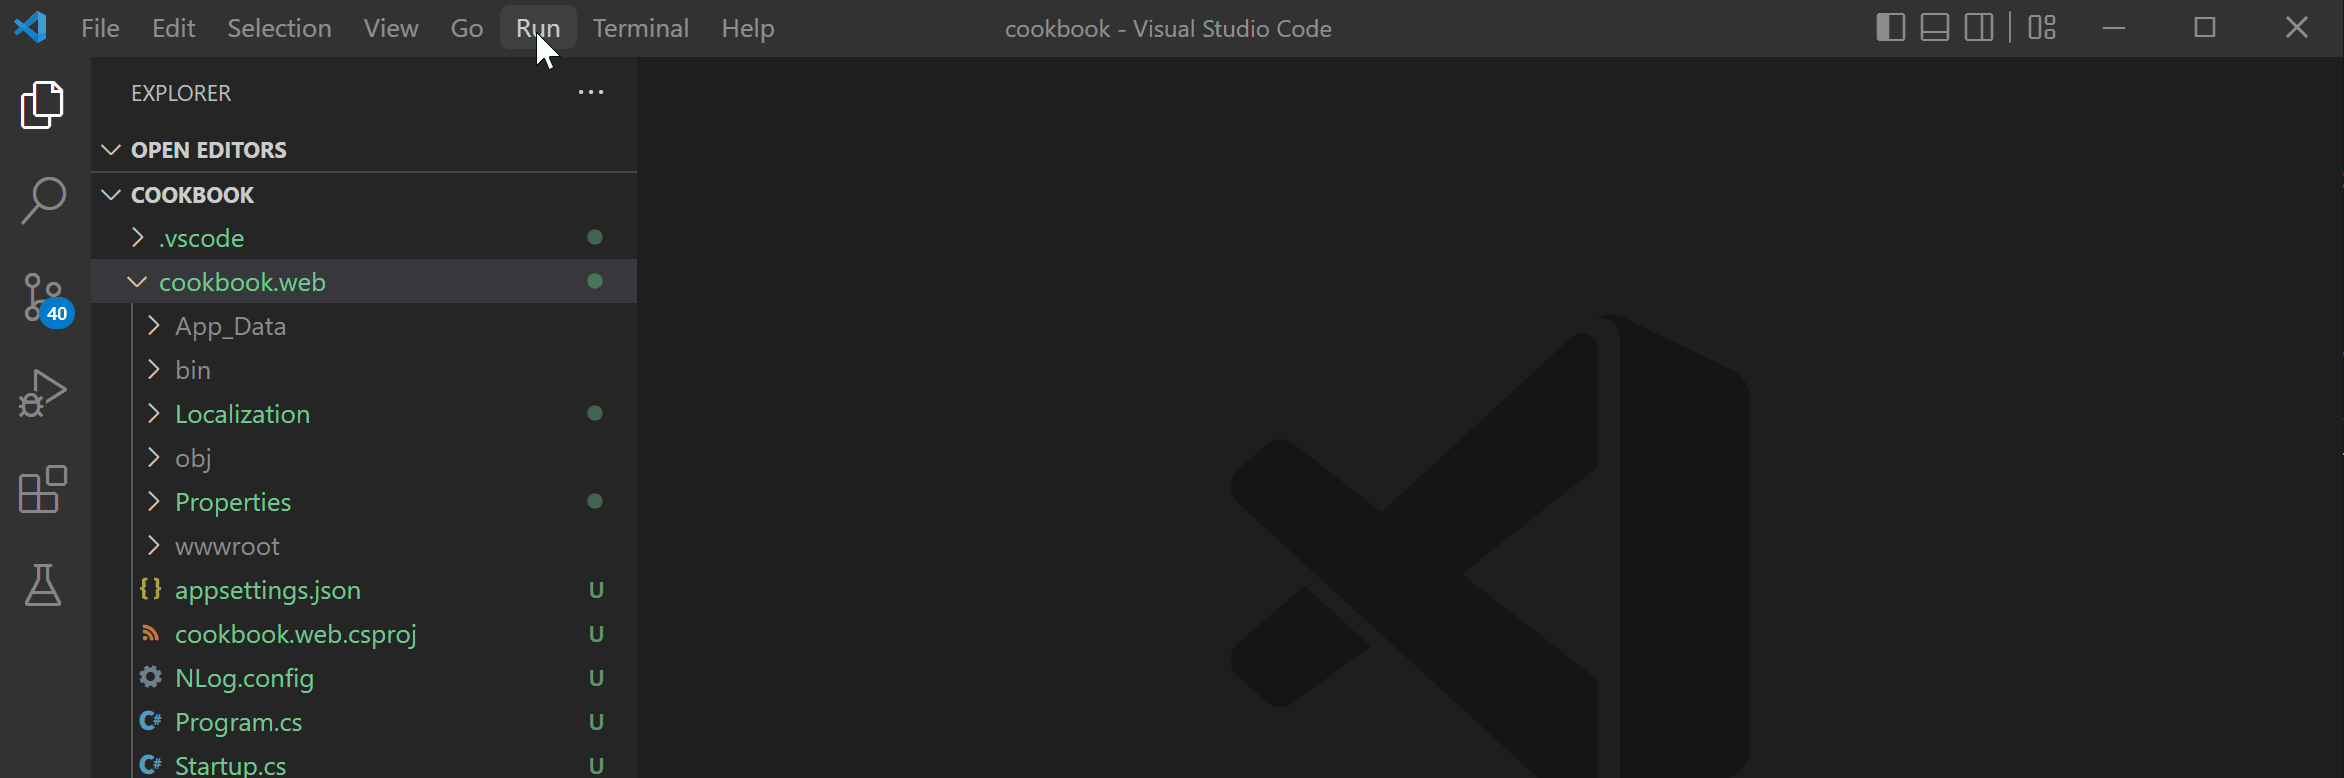 File Edit Selection View Go Run Terminal Help cookbook - Visual Studio Code
EXPLORER
OPEN EDITORS
COOKBOOK
.vscode
cookbook.web
40
App_Data
bin
Localization
obj
Properties
wwwroot
{} appsettings.json U
cookbook.web.csproj U
NLog.config U
C# Program.cs U
C# Startup.cs U